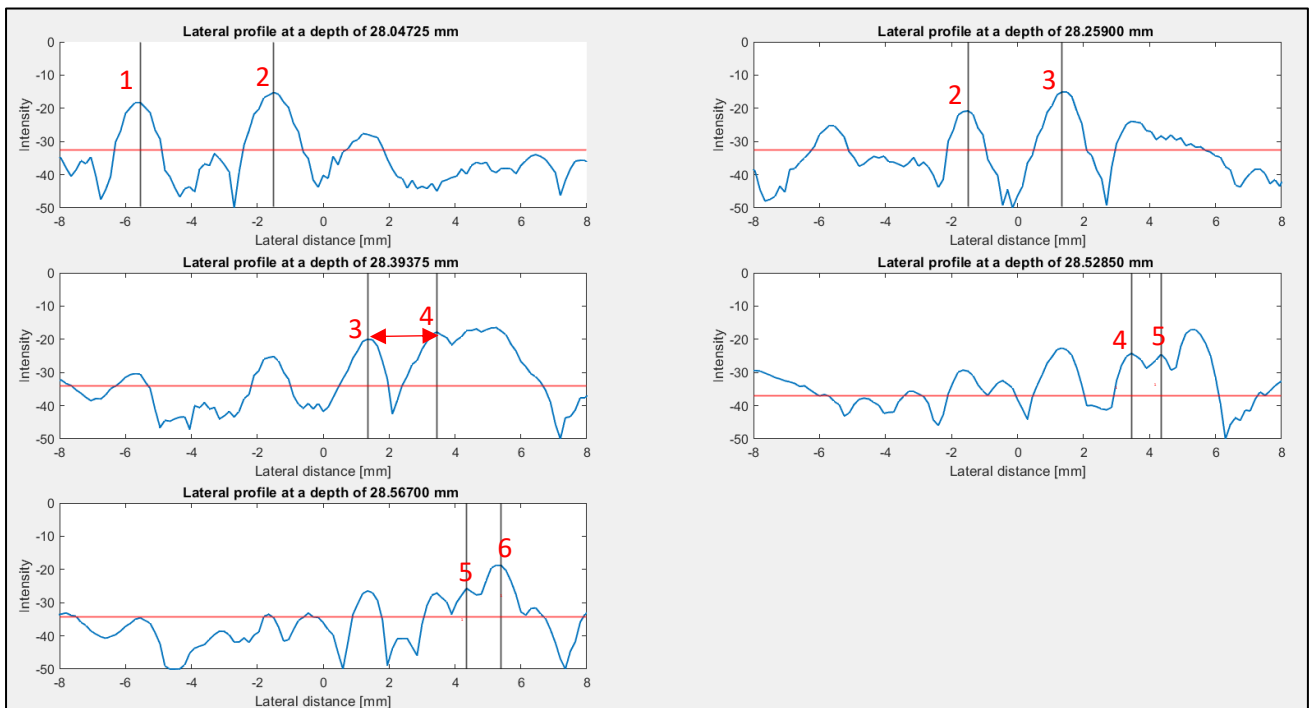 Lateral profile at a depth of 28.04725 mm
0
-10
-20
-30
-40
-50
Intensity
1
2
-8 -6 -4 -2 0 2 4 6 8
Lateral distance [mm]
Lateral profile at a depth of 28.25900 mm
0
-10
-20
-30
-40
-50
Intensity
2
3
-8 -6 -4 -2 0 2 4 6 8
Lateral distance [mm]
Lateral profile at a depth of 28.39375 mm
0
-10
-20
-30
-40
-50
Intensity
3
4
-8 -6 -4 -2 0 2 4 6 8
Lateral distance [mm]
Lateral profile at a depth of 28.52850 mm
0
-10
-20
-30
-40
-50
Intensity
4
5
-8 -6 -4 -2 0 2 4 6 8
Lateral distance [mm]
Lateral profile at a depth of 28.56700 mm
0
-10
-20
-30
-40
-50
Intensity
5
6
-8 -6 -4 -2 0 2 4 6 8
Lateral distance [mm]